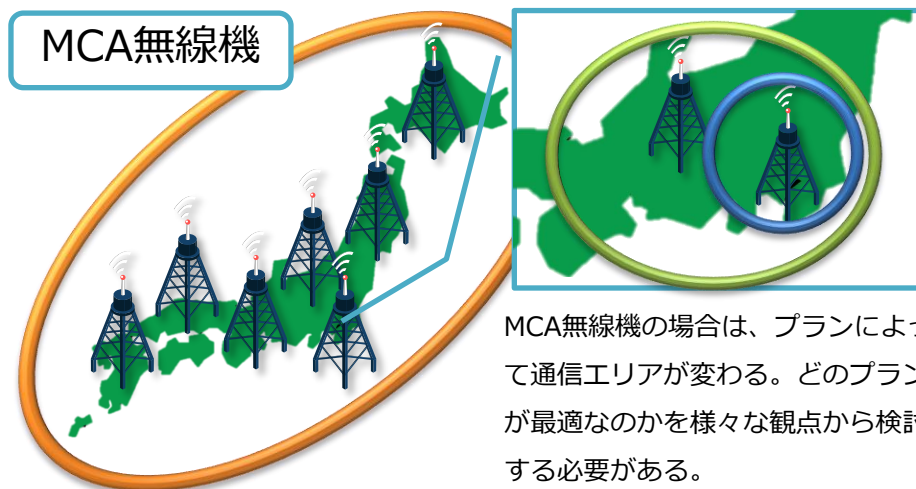 MCA無線機
MCA無線機の場合は、プランによっ
て通信エリアが変わる。どのプラン
が最適なのかを様々な観点から検討
する必要がある。